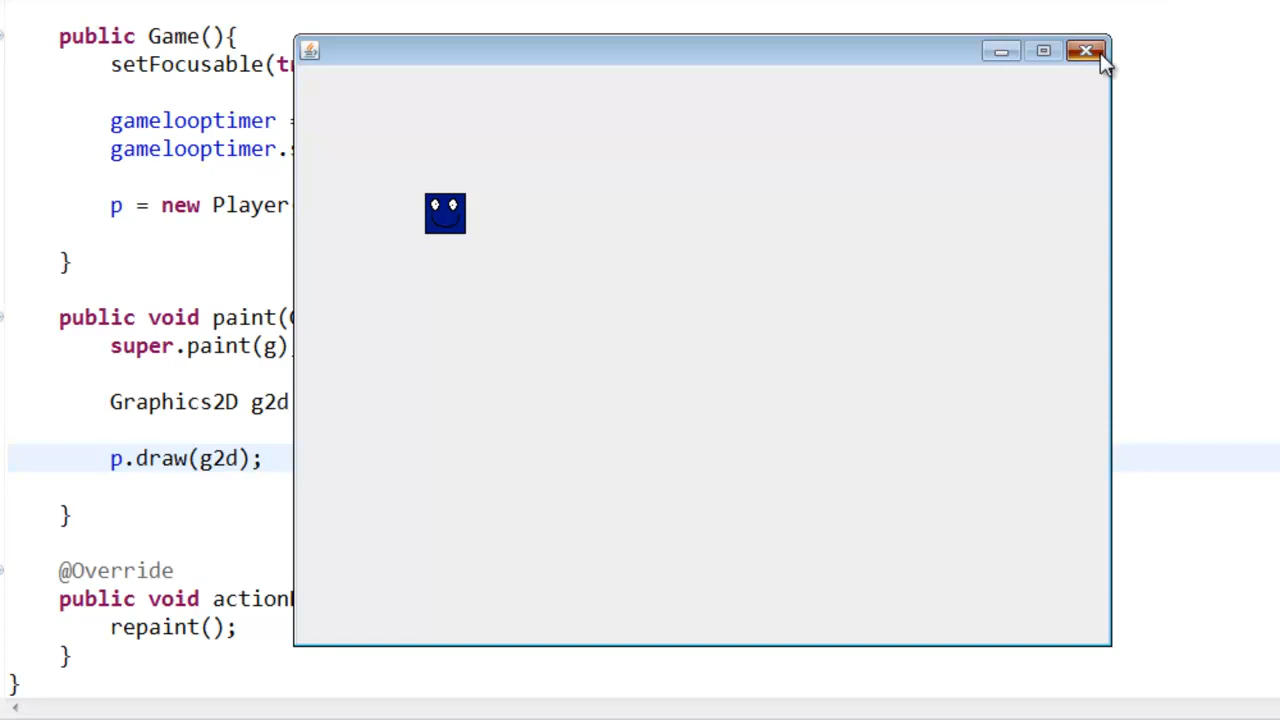 public Game(){
setFocusable(t
gamelooptimer =
gamelooptimer.
p = new Player
}
public void paint(
super.paint(g)
Graphics2D g2d
p.draw(g2d);
}
@Override
public void action
repaint();
}
}